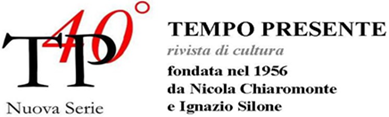 TP 40°
Nuova Serie
TEMPO PRESENTE
rivista di cultura
fondata nel 1956
da Nicola Chiaromonte
e Ignazio Silone